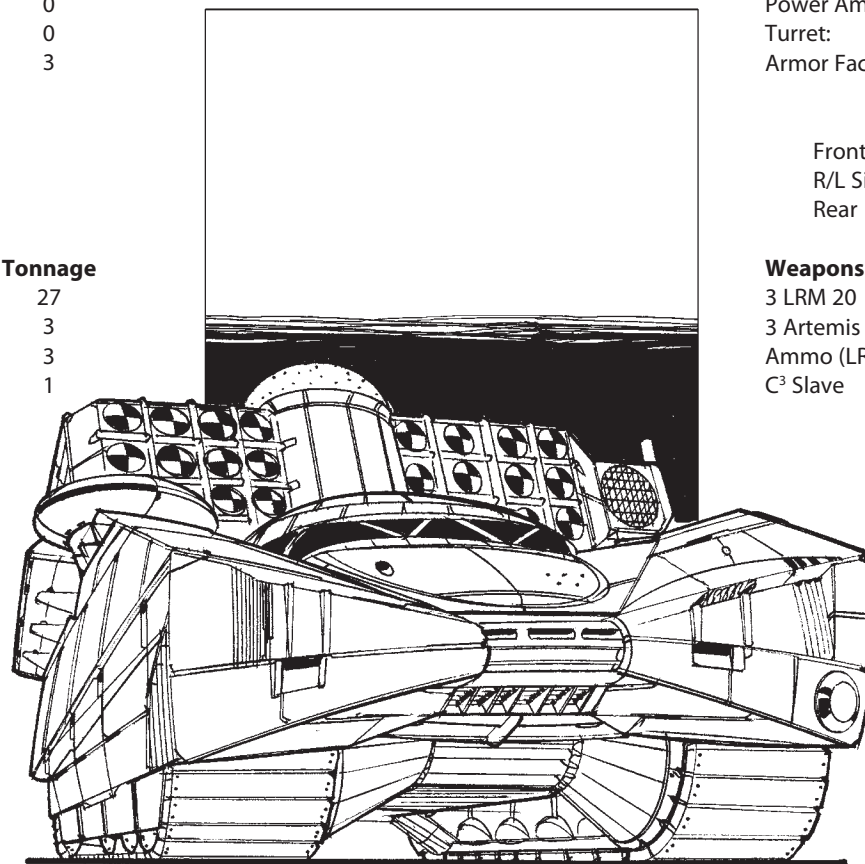 0
Power Am
0
Turret:
3
Armor Fac
Front
R/L Si
Rear
Tonnage
Weapons
27
3 LRM 20
3
3 Artemis
3
Ammo (LR
1
C³ Slave